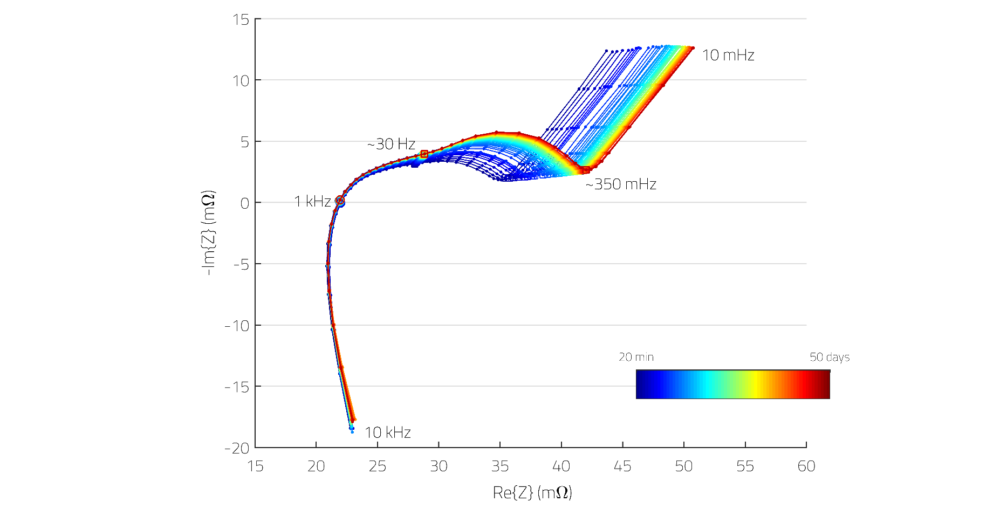 15
10 mHz
10
~30 Hz
5
~350 mHz
1 kHz
0
-Im{Z} (mΩ)
-5
-10
20 min
50 days
-15
10 kHz
-20
15 20 25 30 35 40 45 50 55 60
Re{Z} (mΩ)